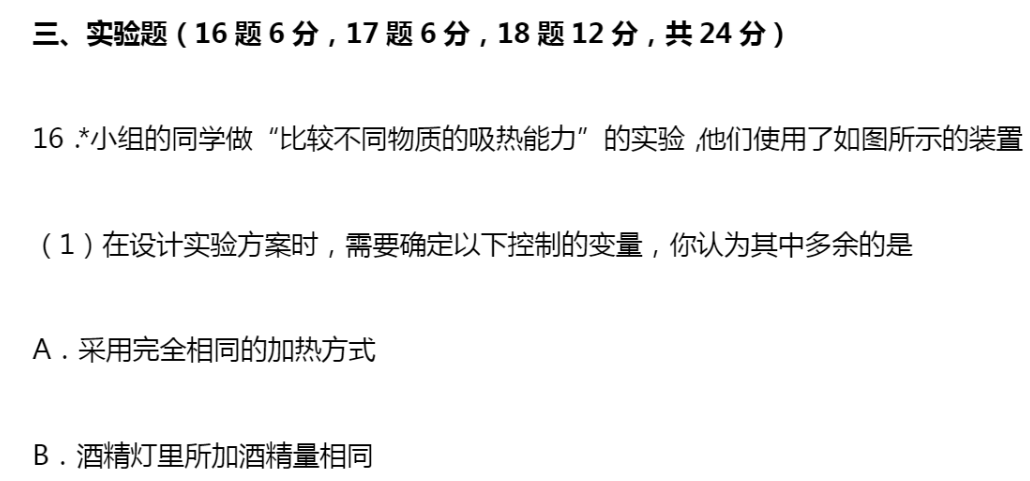 三、实验题（16 题 6 分，17 题 6 分，18 题 12 分，共 24 分）
16．*小组的同学做“比较不同物质的吸热能力”的实验，他们使用了如图所示的装置
（1）在设计实验方案时，需要确定以下控制的变量，你认为其中多余的是
A．采用完全相同的加热方式
B．酒精灯里所加酒精量相同